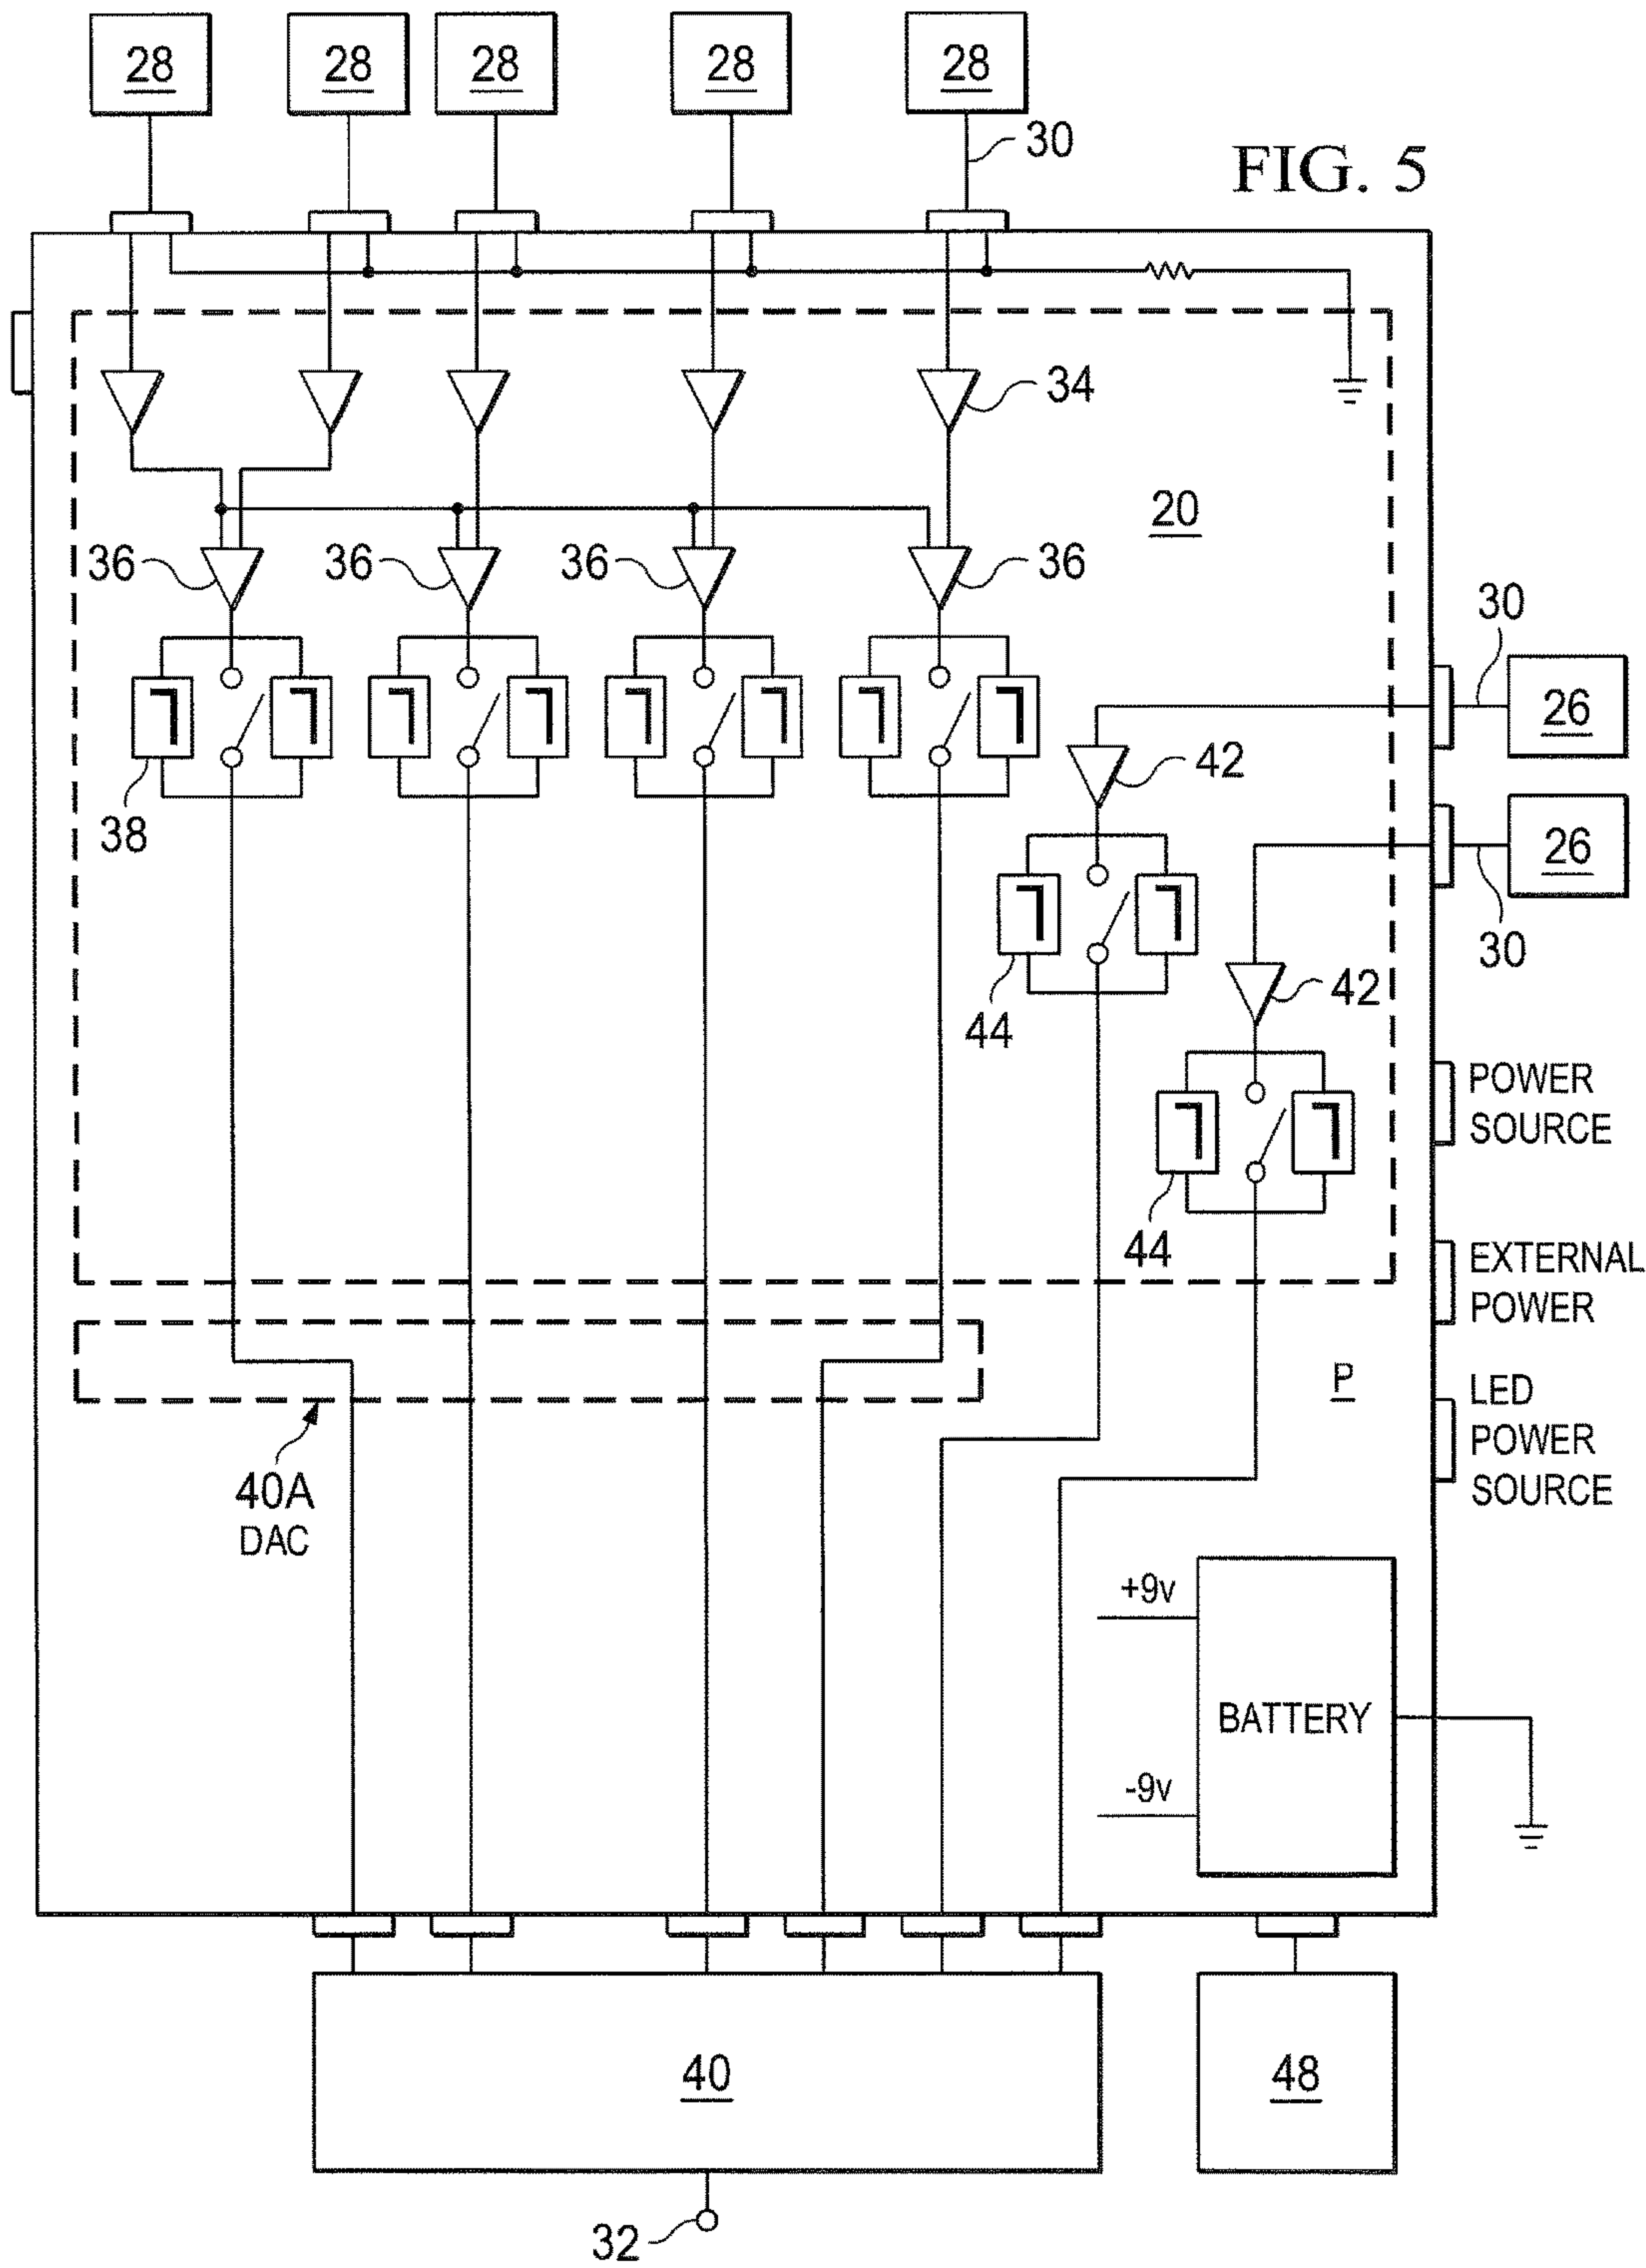 28 28 28 28 28
30
FIG. 5
34
20
36 36 36 36
30
26
38
42
26
30
44
42
POWER
SOURCE
44
EXTERNAL
POWER
P
LED
POWER
SOURCE
40A
DAC
+9v
BATTERY
-9v
40
48
32